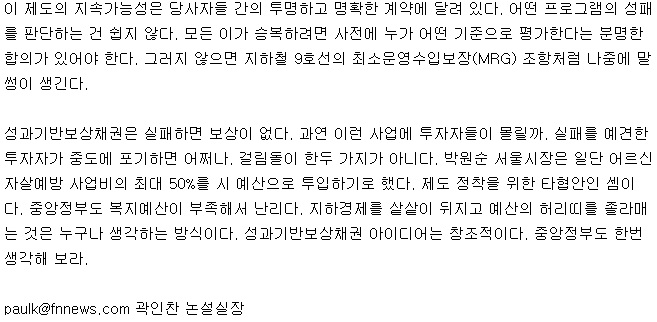 이 제도의 지속가능성은 당사자들 간의 투명하고 명확한 계약에 달려 있다. 어떤 프로그램의 성패
를 판단하는 건 쉽지 않다. 모든 이가 승복하려면 사전에 누가 어떤 기준으로 평가한다는 분명한
합의가 있어야 한다. 그러지 않으면 지하철 9호선의 최소운영수입보장(MRG) 조항처럼 나중에 말
썽이 생긴다.
성과기반보상채권은 실패하면 보상이 없다. 과연 이런 사업에 투자자들이 몰릴까. 실패를 예견한
투자자가 중도에 포기하면 어쩌나. 걸림돌이 한두 가지가 아니다. 박원순 서울시장은 일단 어르신
자살예방 사업비의 최대 50%를 시 예산으로 투입하기로 했다. 제도 정착을 위한 타협안인 셈이
다. 중앙정부도 복지예산이 부족해서 난리다. 지하경제를 샅샅이 뒤지고 예산의 허리띠를 졸라매
는 것은 누구나 생각하는 방식이다. 성과기반보상채권 아이디어는 창조적이다. 중앙정부도 한번
생각해 보라.
paulk@fnnews.com 곽인찬 논설실장